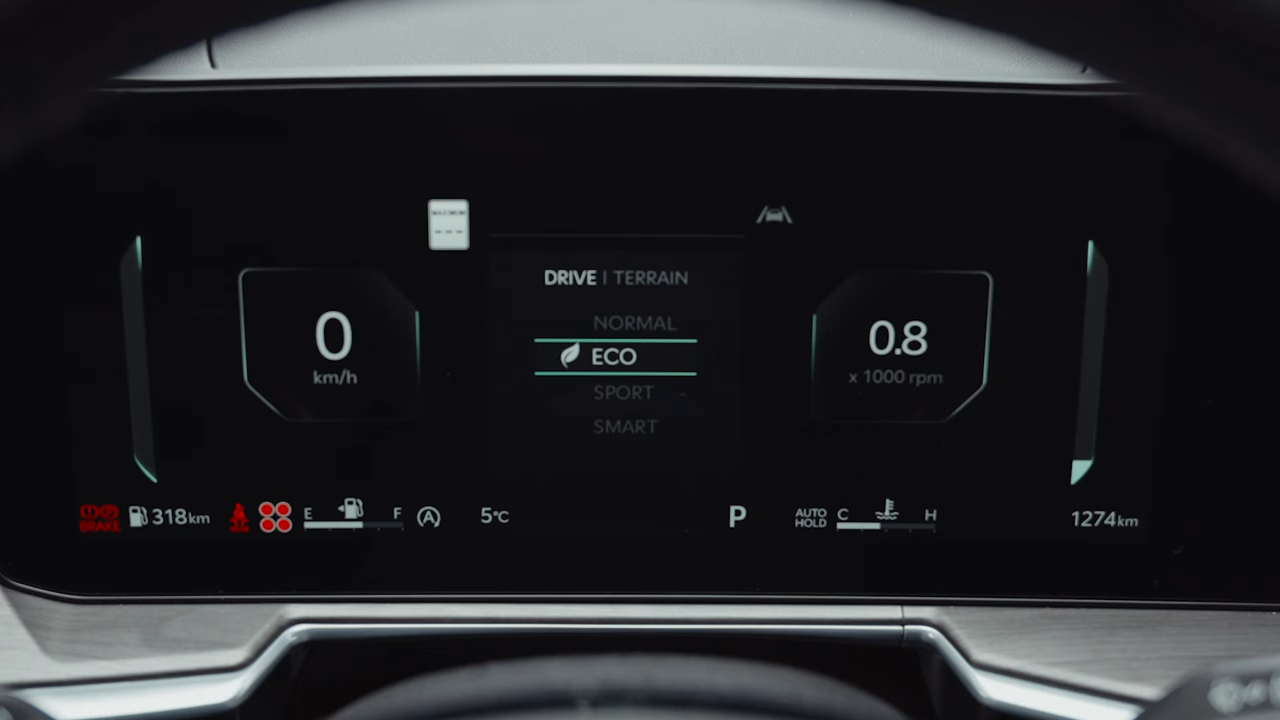 DRIVE | TERRAIN
NORMAL
ECO
SPORT
SMART
0
km/h
0.8
x 1000 rpm
BRAKE
318km
E
F
A
5°C
P
AUTO
HOLD
C
H
1274km